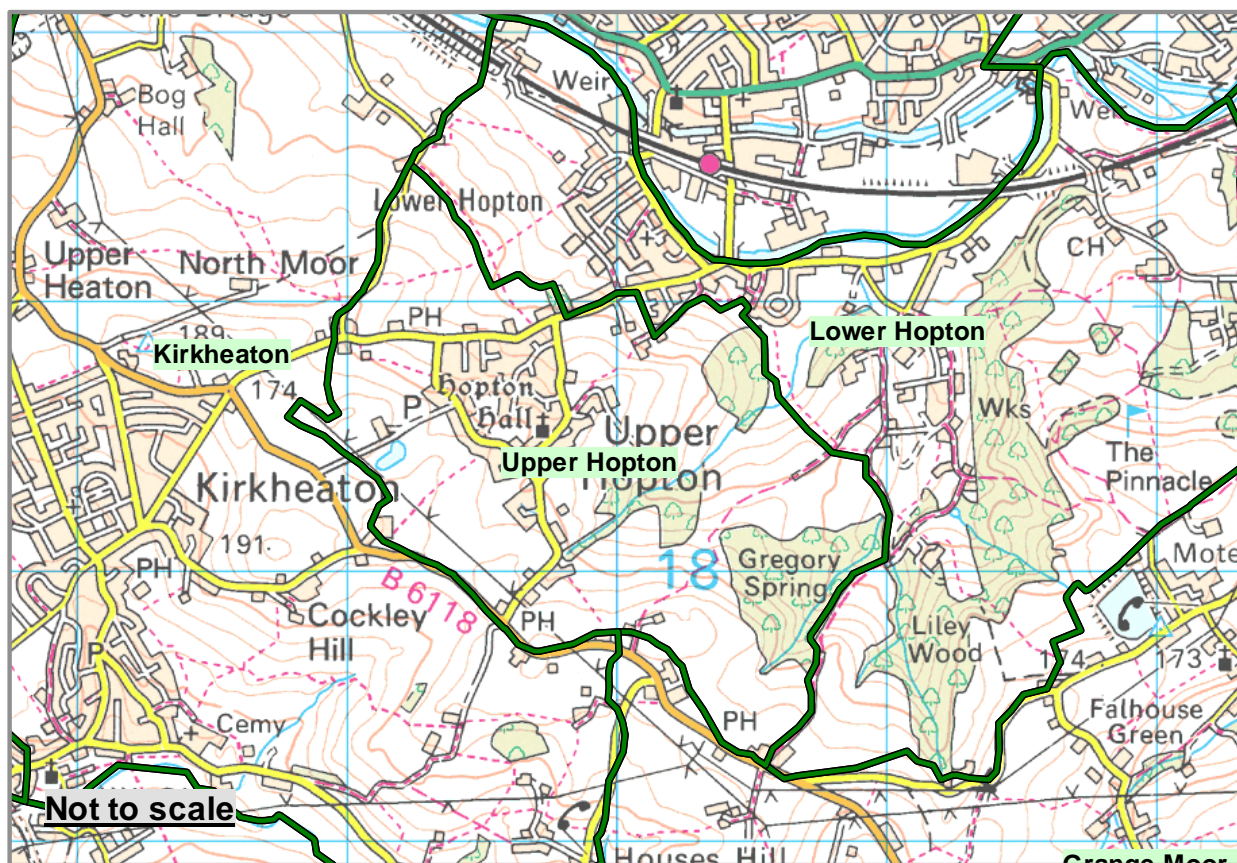 Weir
Bog
Hall
Weir
Lower Hopton
CH
Upper
Heaton
North Moor
PH
189
Kirkheaton
Lower Hopton
174
Hopton
Hall
P
Wks
Upper
Hopton
Upper Hopton
The
Pinnacle
Kirkheaton
191
PH
18
Gregory
Spring
Mote
B 6118
Cockley
Hill
PH
Liley
Wood
174
173
P
Cemy
PH
Falhouse
Green
Not to scale
Houses Hill
Grange Moor